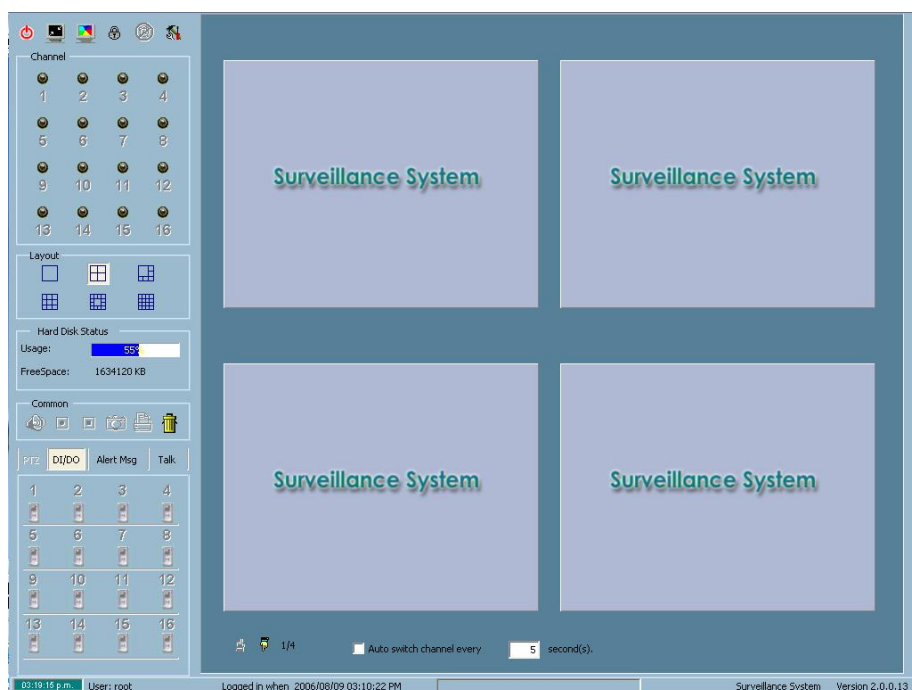 Channel
1 2 3 4
5 6 7 8
9 10 11 12
13 14 15 16
Layout
Hard Disk Status
Usage: 55%
FreeSpace: 1634120 KB
Common
PTZ DI/DO Alert Msg Talk
1 2 3 4
5 6 7 8
9 10 11 12
13 14 15 16
Surveillance System Surveillance System
Surveillance System Surveillance System
1/4 Auto switch channel every 5 second(s).
03:19:15 p.m. User: root Logged in when 2006/08/09 03:10:22 PM Surveillance System Version 2.0.0.13